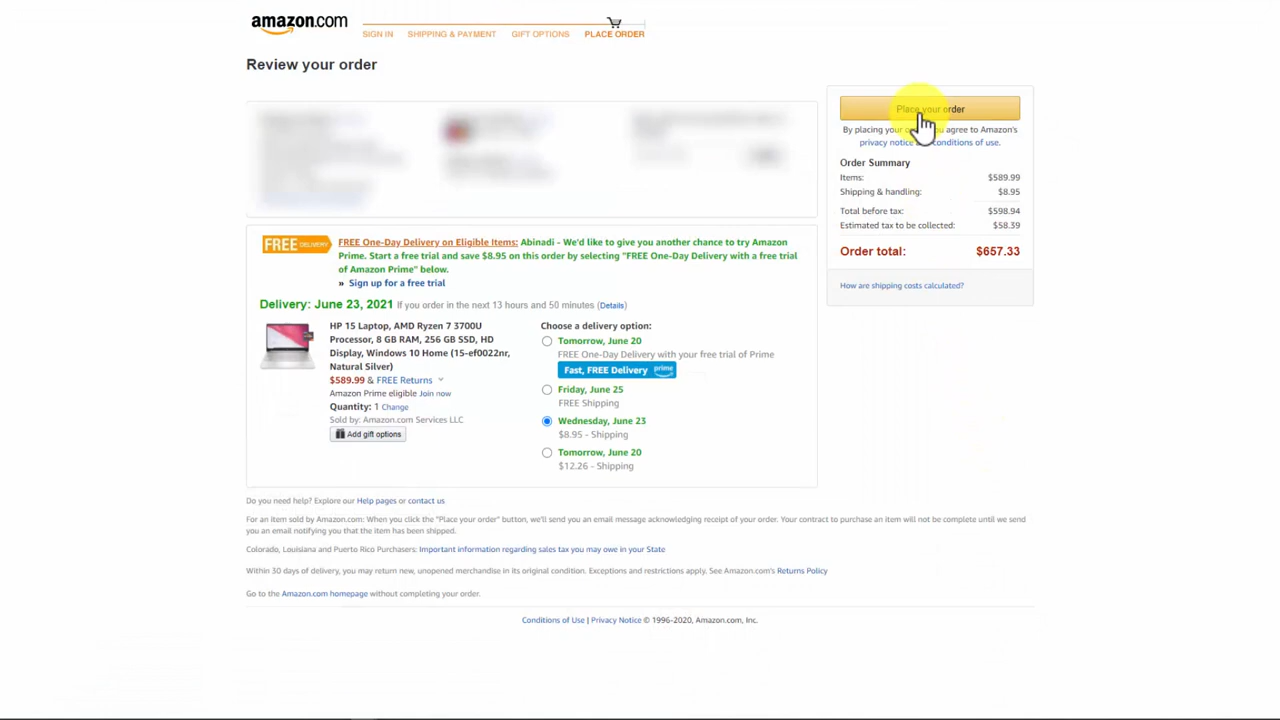 amazon.com
SIGN IN SHIPPING & PAYMENT GIFT OPTIONS PLACE ORDER
Review your order
Place your order
By placing your agree to Amazon's
privacy notice conditions of use.
Order Summary
Items: $589.99
Shipping & handling: $8.95
Total before tax: $598.94
Estimated tax to be collected: $58.39
Order total: $657.33
How are shipping costs calculated?
FREE DELIVERY
FREE One-Day Delivery on Eligible Items: Abinadi - We'd like to give you another chance to try Amazon
Prime. Start a free trial and save $8.95 on this order by selecting "FREE One-Day Delivery with a free trial
of Amazon Prime" below.
» Sign up for a free trial
Delivery: June 23, 2021 If you order in the next 13 hours and 50 minutes (Details)
HP 15 Laptop, AMD Ryzen 7 3700U
Processor, 8 GB RAM, 256 GB SSD, HD
Display, Windows 10 Home (15-ef0022nr,
Natural Silver)
$589.99 & FREE Returns
Amazon Prime eligible Join now
Quantity: 1 Change
Sold by: Amazon.com Services LLC
Add gift options
Choose a delivery option:
Tomorrow, June 20
FREE One-Day Delivery with your free trial of Prime
Fast, FREE Delivery prime
Friday, June 25
FREE Shipping
Wednesday, June 23
$8.95 - Shipping
Tomorrow, June 20
$12.26 - Shipping
Do you need help? Explore our Help pages or contact us
For an item sold by Amazon.com: When you click the "Place your order" button, we'll send you an email message acknowledging receipt of your order. Your contract to purchase an item will not be complete until we send
you an email notifying you that the item has been shipped.
Colorado, Louisiana and Puerto Rico Purchasers: Important information regarding sales tax you may owe in your State
Within 30 days of delivery, you may return new, unopened merchandise in its original condition. Exceptions and restrictions apply. See Amazon.com's Returns Policy
Go to the Amazon.com homepage without completing your order.
Conditions of Use | Privacy Notice © 1996-2020, Amazon.com, Inc.